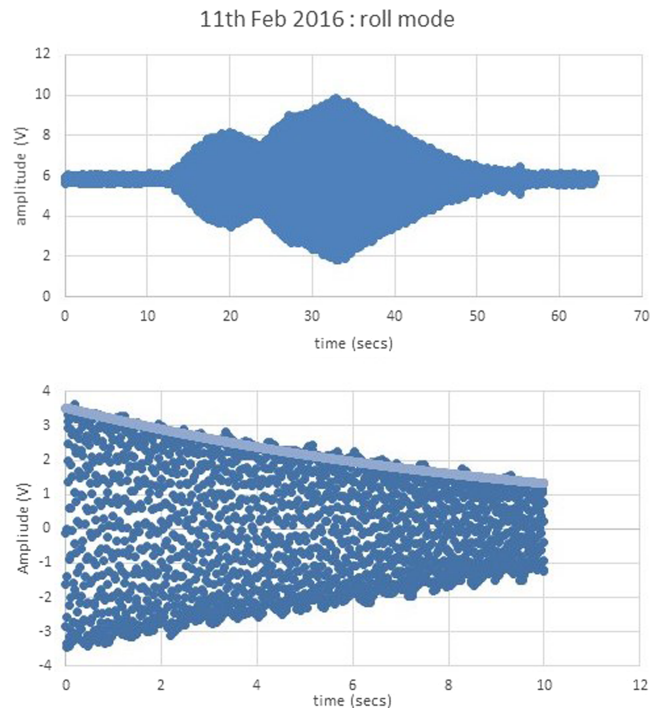 11th Feb 2016 : roll mode
12
10
8
6
4
2
0
amplitude (V)
0 10 20 30 40 50 60 70
time (secs)
4
3
2
1
0
-1
-2
-3
-4
Ampliude (V)
0 2 4 6 8 10 12
time (secs)